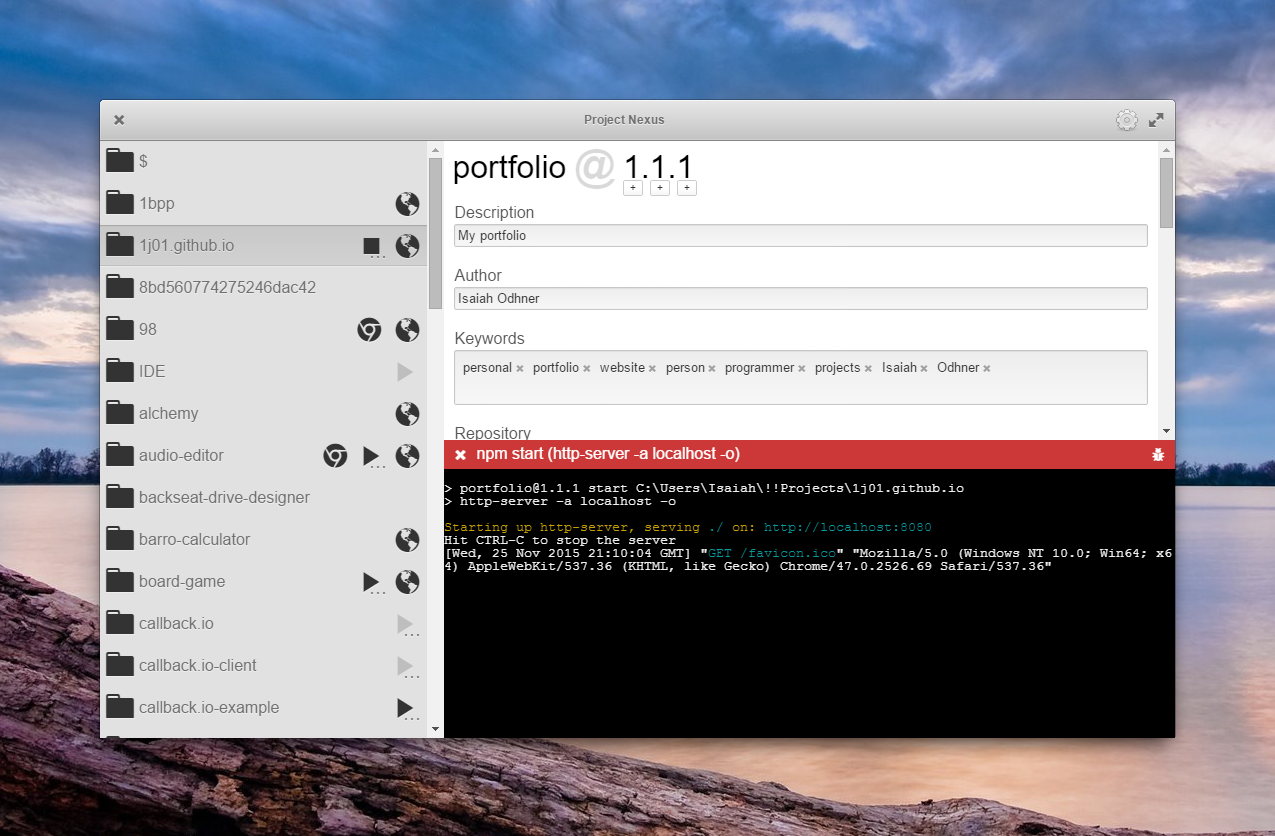 Project Nexus
$
1bpp
1j01.github.io
8bd560774275246dac42
98
IDE
alchemy
audio-editor
backseat-drive-designer
barro-calculator
board-game
callback.io
callback.io-client
callback.io-example
portfolio @ 1.1.1
+ + +
Description
My portfolio
Author
Isaiah Odhner
Keywords
personal × portfolio × website × person × programmer × projects × Isaiah × Odhner ×
Repository
npm start (http-server -a localhost -o)
> portfolio@1.1.1 start C:\Users\Isaiah\!!Projects\1j01.github.io
> http-server -a localhost -o
Starting up http-server, serving ./ on: http://localhost:8080
Hit CTRL-C to stop the server
[Wed, 25 Nov 2015 21:10:04 GMT] "GET /favicon.ico" "Mozilla/5.0 (Windows NT 10.0; Win64; x6
4) AppleWebKit/537.36 (KHTML, like Gecko) Chrome/47.0.2526.69 Safari/537.36"